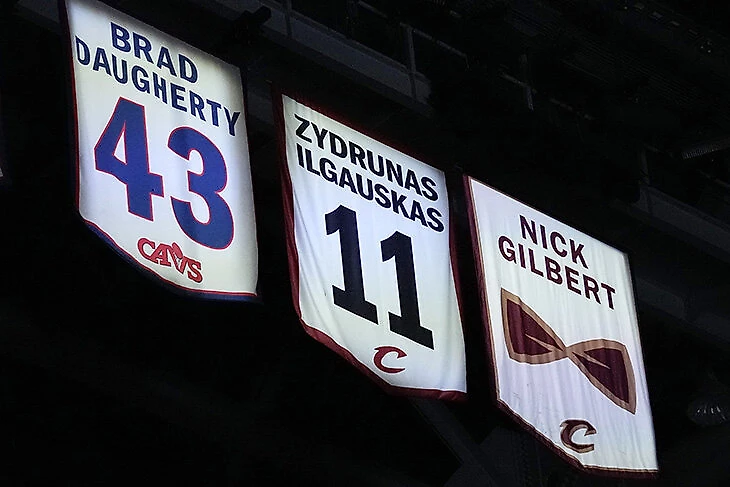 BRAD
DAUGHERTY
43
CAVS
ZYDRUNAS
ILGAUSKAS
11
C
NICK
GILBERT
C